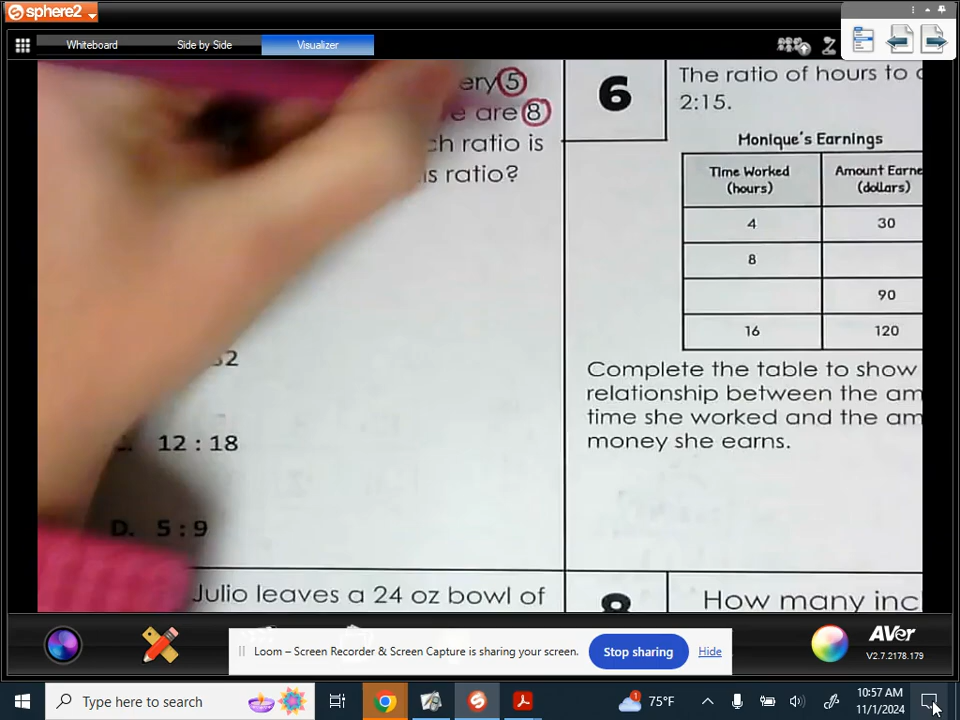 sphere2
Whiteboard
Side by Side
Visualizer
ery 5
e are 8
ch ratio is
is ratio?
32
12 : 18
D. 5 : 9
Julio leaves a 24 oz bowl of
6
The ratio of hours to
2:15.
Monique's Earnings
Time Worked (hours)
Amount Earne (dollars)
4 30
8
90
16 120
Complete the table to show
relationship between the am
time she worked and the am
money she earns.
How many inc
Loom – Screen Recorder & Screen Capture is sharing your screen.
Stop sharing
Hide
AVer
V2.7.2178.179
Type here to search
1
75°F
10:57 AM
11/1/2024